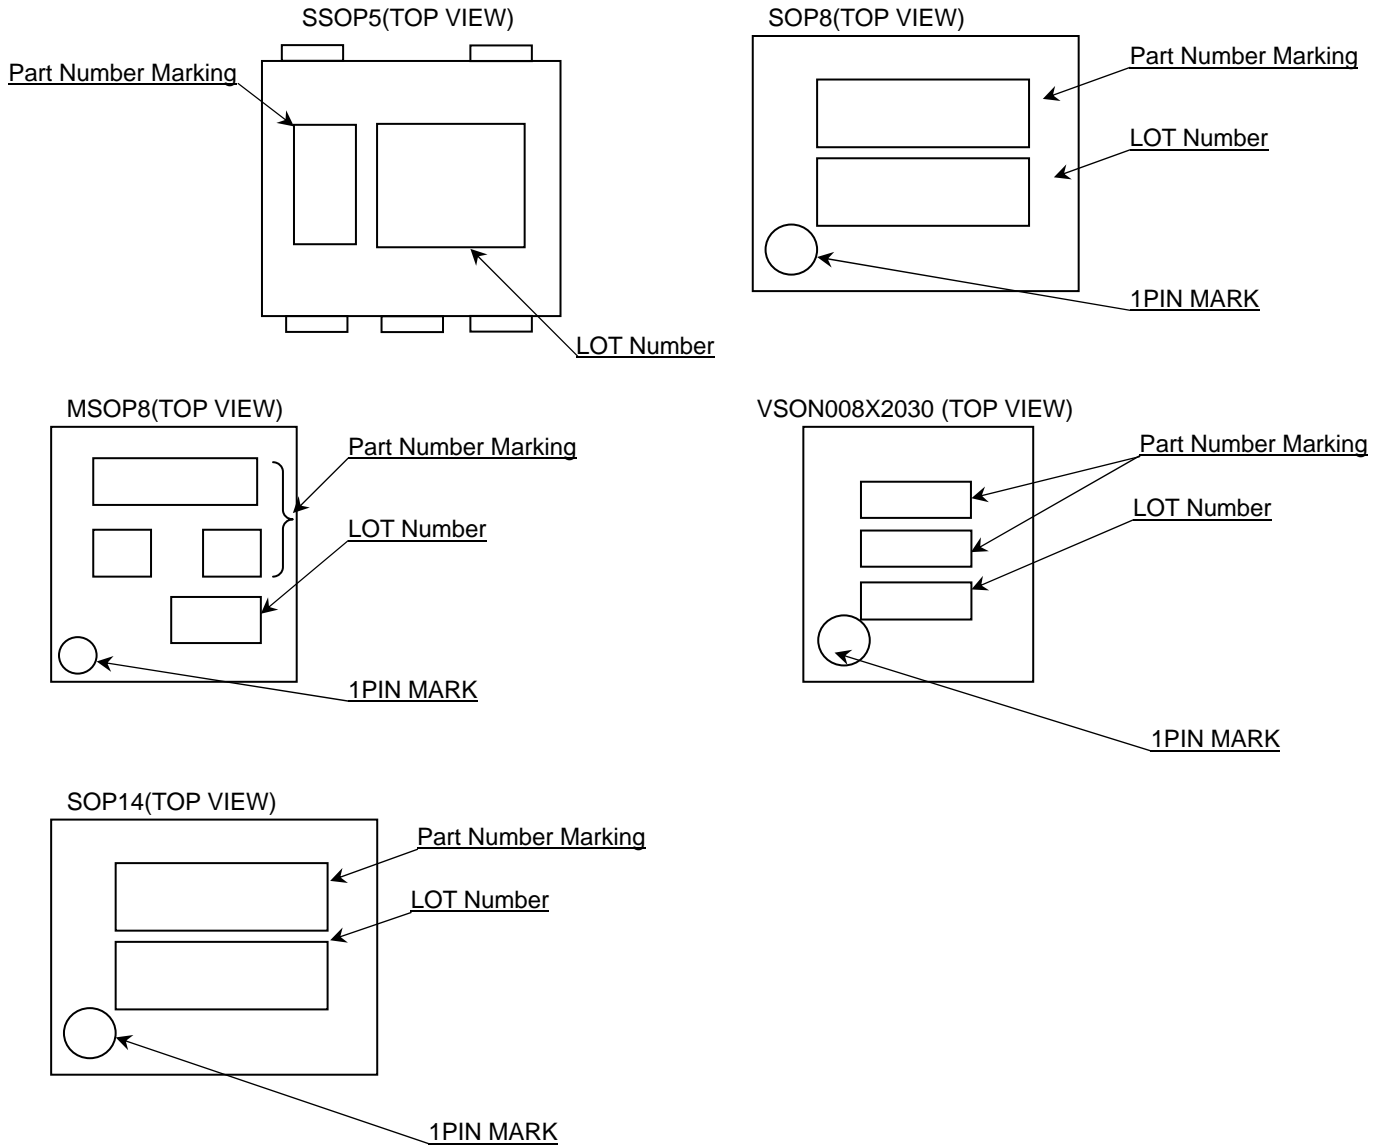 SSOP5(TOP VIEW)
Part Number Marking
LOT Number
SOP8(TOP VIEW)
Part Number Marking
LOT Number
1PIN MARK
MSOP8(TOP VIEW)
Part Number Marking
LOT Number
1PIN MARK
VSON008X2030 (TOP VIEW)
Part Number Marking
LOT Number
1PIN MARK
SOP14(TOP VIEW)
Part Number Marking
LOT Number
1PIN MARK